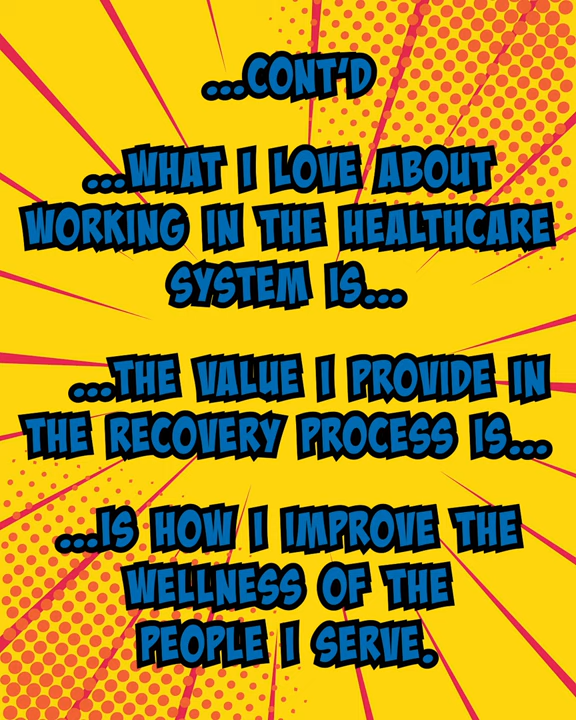 ...CONT'D
...WHAT I LOVE ABOUT
WORKING IN THE HEALTHCARE
SYSTEM IS...
...THE VALUE I PROVIDE IN
THE RECOVERY PROCESS IS...
...IS HOW I IMPROVE THE
WELLNESS OF THE
PEOPLE I SERVE.